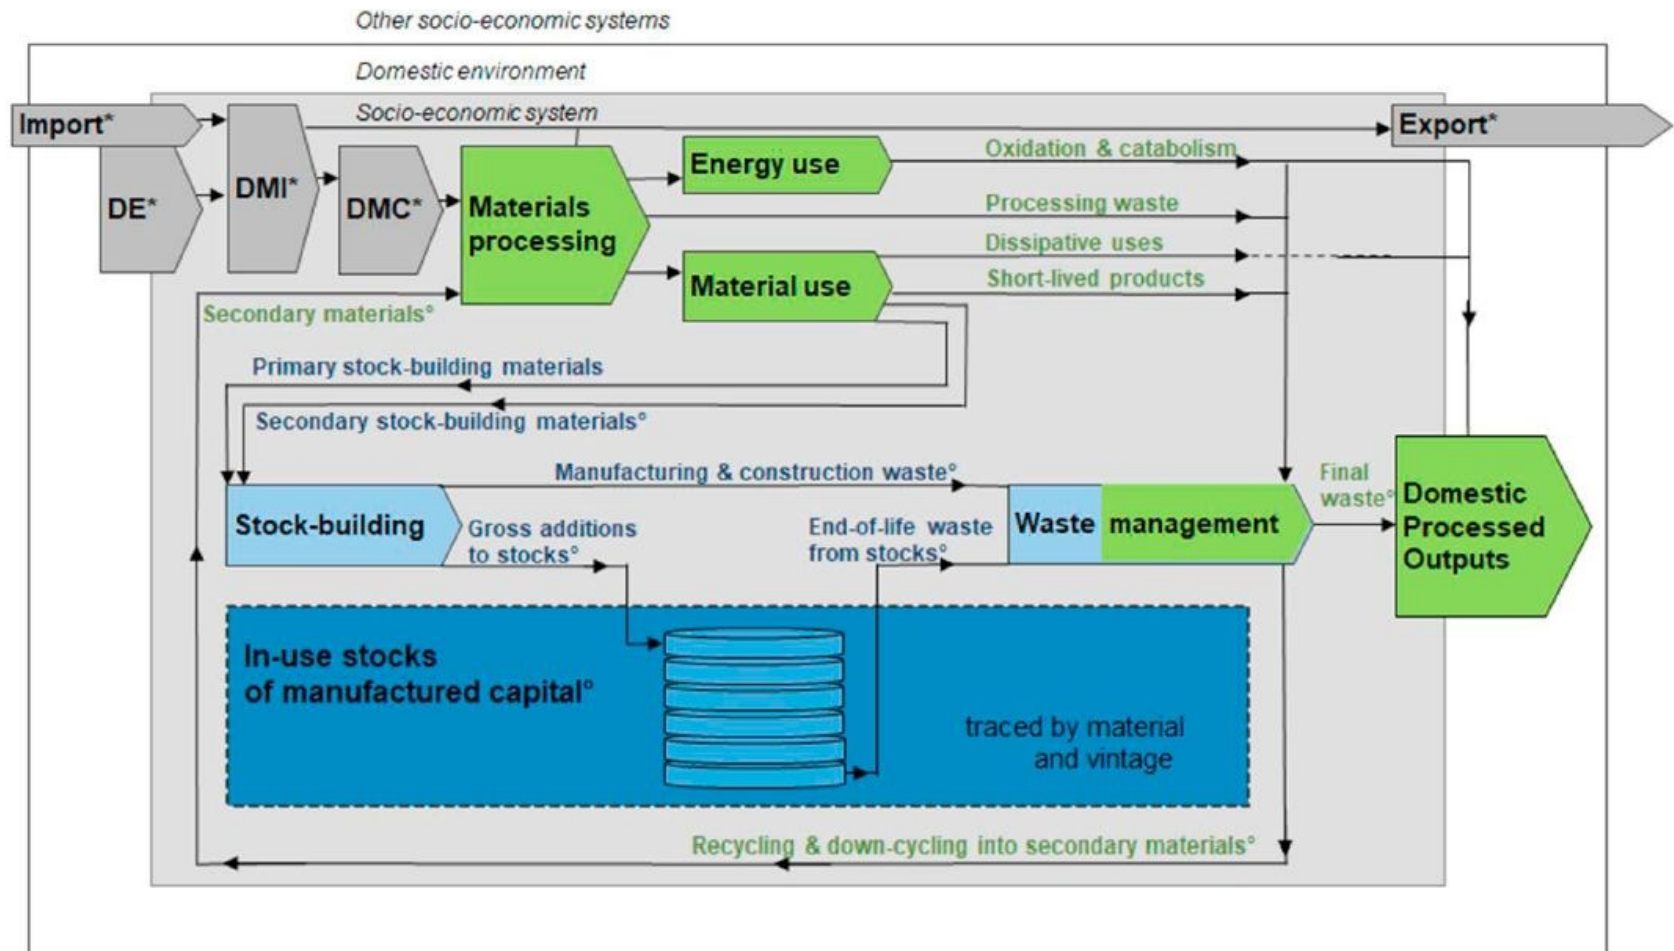 Other socio-economic systems
Domestic environment
Socio-economic system
Import*
Export*
DE*
DMI*
DMC*
Materials
processing
Energy use
Material use
Oxidation & catabolism
Processing waste
Dissipative uses
Short-lived products
Secondary materials°
Primary stock-building materials
Secondary stock-building materials°
Manufacturing & construction waste°
Stock-building
Gross additions
to stocks°
End-of-life waste
from stocks°
Waste management
Final
waste°
Domestic
Processed
Outputs
In-use stocks
of manufactured capital°
traced by material
and vintage
Recycling & down-cycling into secondary materials°